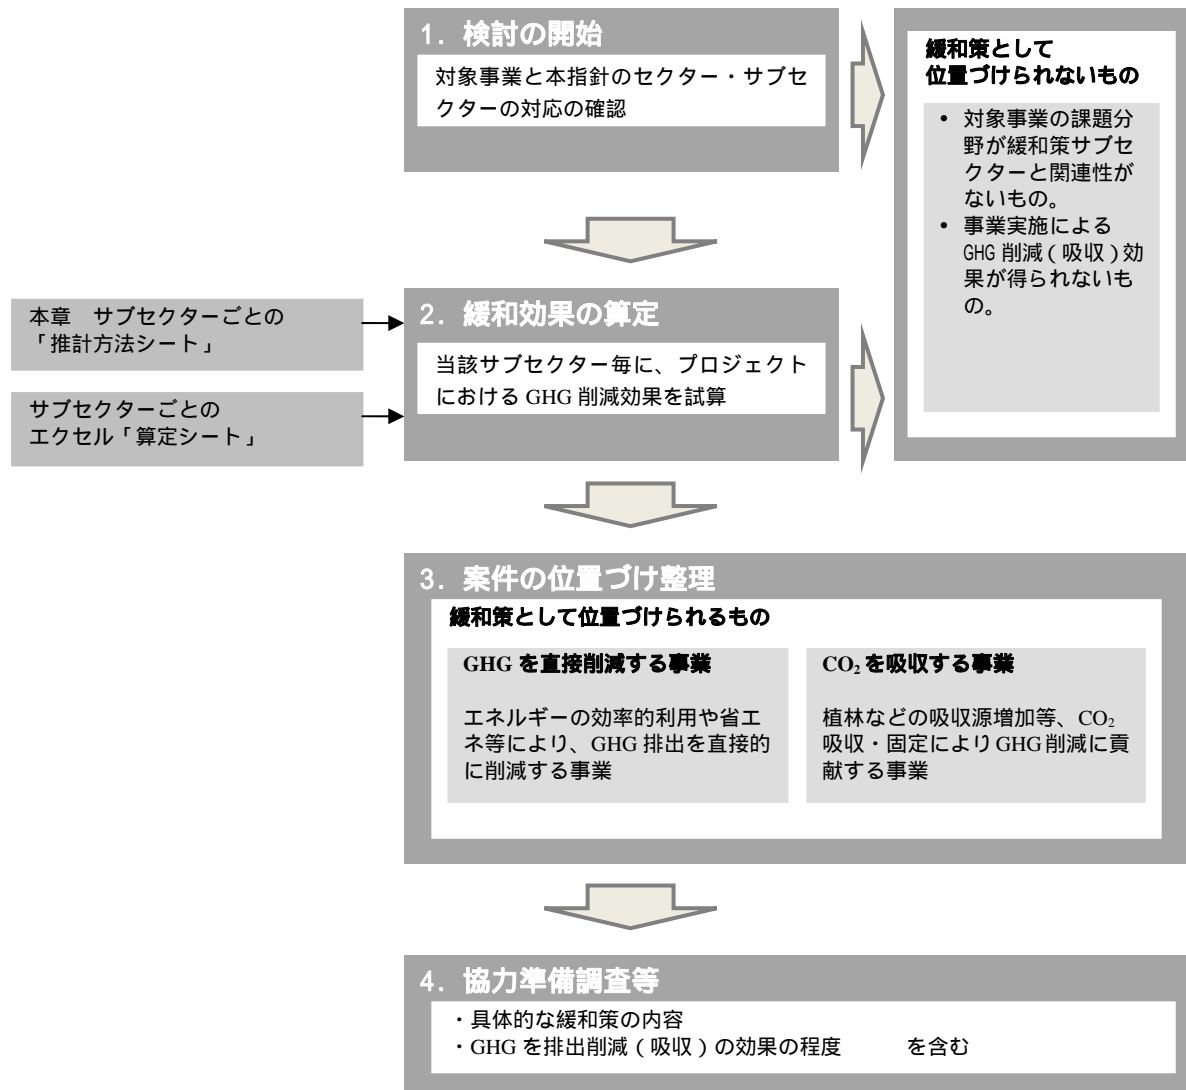 1. 検討の開始
対象事業と本指針のセクター・サブセ
クターの対応の確認
緩和策として
位置づけられないもの
• 対象事業の課題分
野が緩和策サブセ
クターと関連性が
ないもの。
• 事業実施による
GHG 削減（吸収）効
果が得られないも
の。
本章 サブセクターごとの
「推計方法シート」
サブセクターごとの
エクセル「算定シート」
2. 緩和効果の算定
当該サブセクター毎に、プロジェクト
における GHG 削減効果を試算
3. 案件の位置づけ整理
緩和策として位置づけられるもの
GHG を直接削減する事業
エネルギーの効率的利用や省エ
ネ等により、GHG 排出を直接的
に削減する事業
CO₂ を吸収する事業
植林などの吸収源増加等、CO₂
吸収・固定により GHG 削減に貢
献する事業
4. 協力準備調査等
・具体的な緩和策の内容
・GHG を排出削減（吸収）の効果の程度 を含む